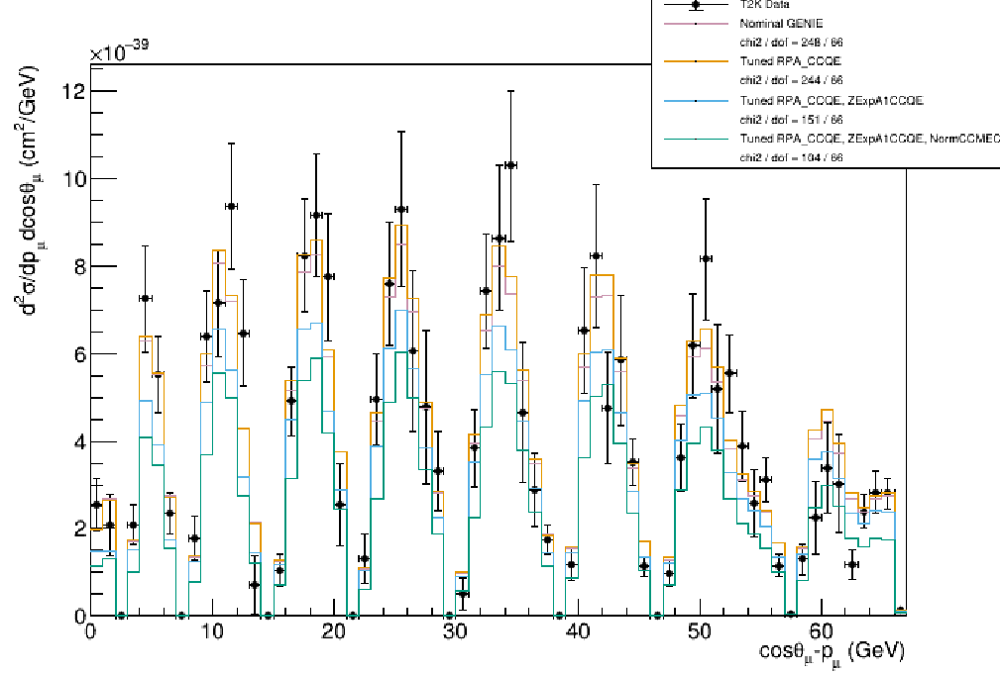 T2K Data
Nominal GENIE
chi2 / dof = 248 / 66
Tuned RPA_CCQE
chi2 / dof = 244 / 66
Tuned RPA_CCQE, ZExpA1CCQE
chi2 / dof = 151 / 66
Tuned RPA_CCQE, ZExpA1CCQE, NormCCMEC
chi2 / dof = 104 / 66
×10⁻³⁹
d²σ/dp_μ dcosθ_μ (cm²/GeV)
12
10
8
6
4
2
0
0 10 20 30 40 50 60
cosθ_μ-p_μ (GeV)